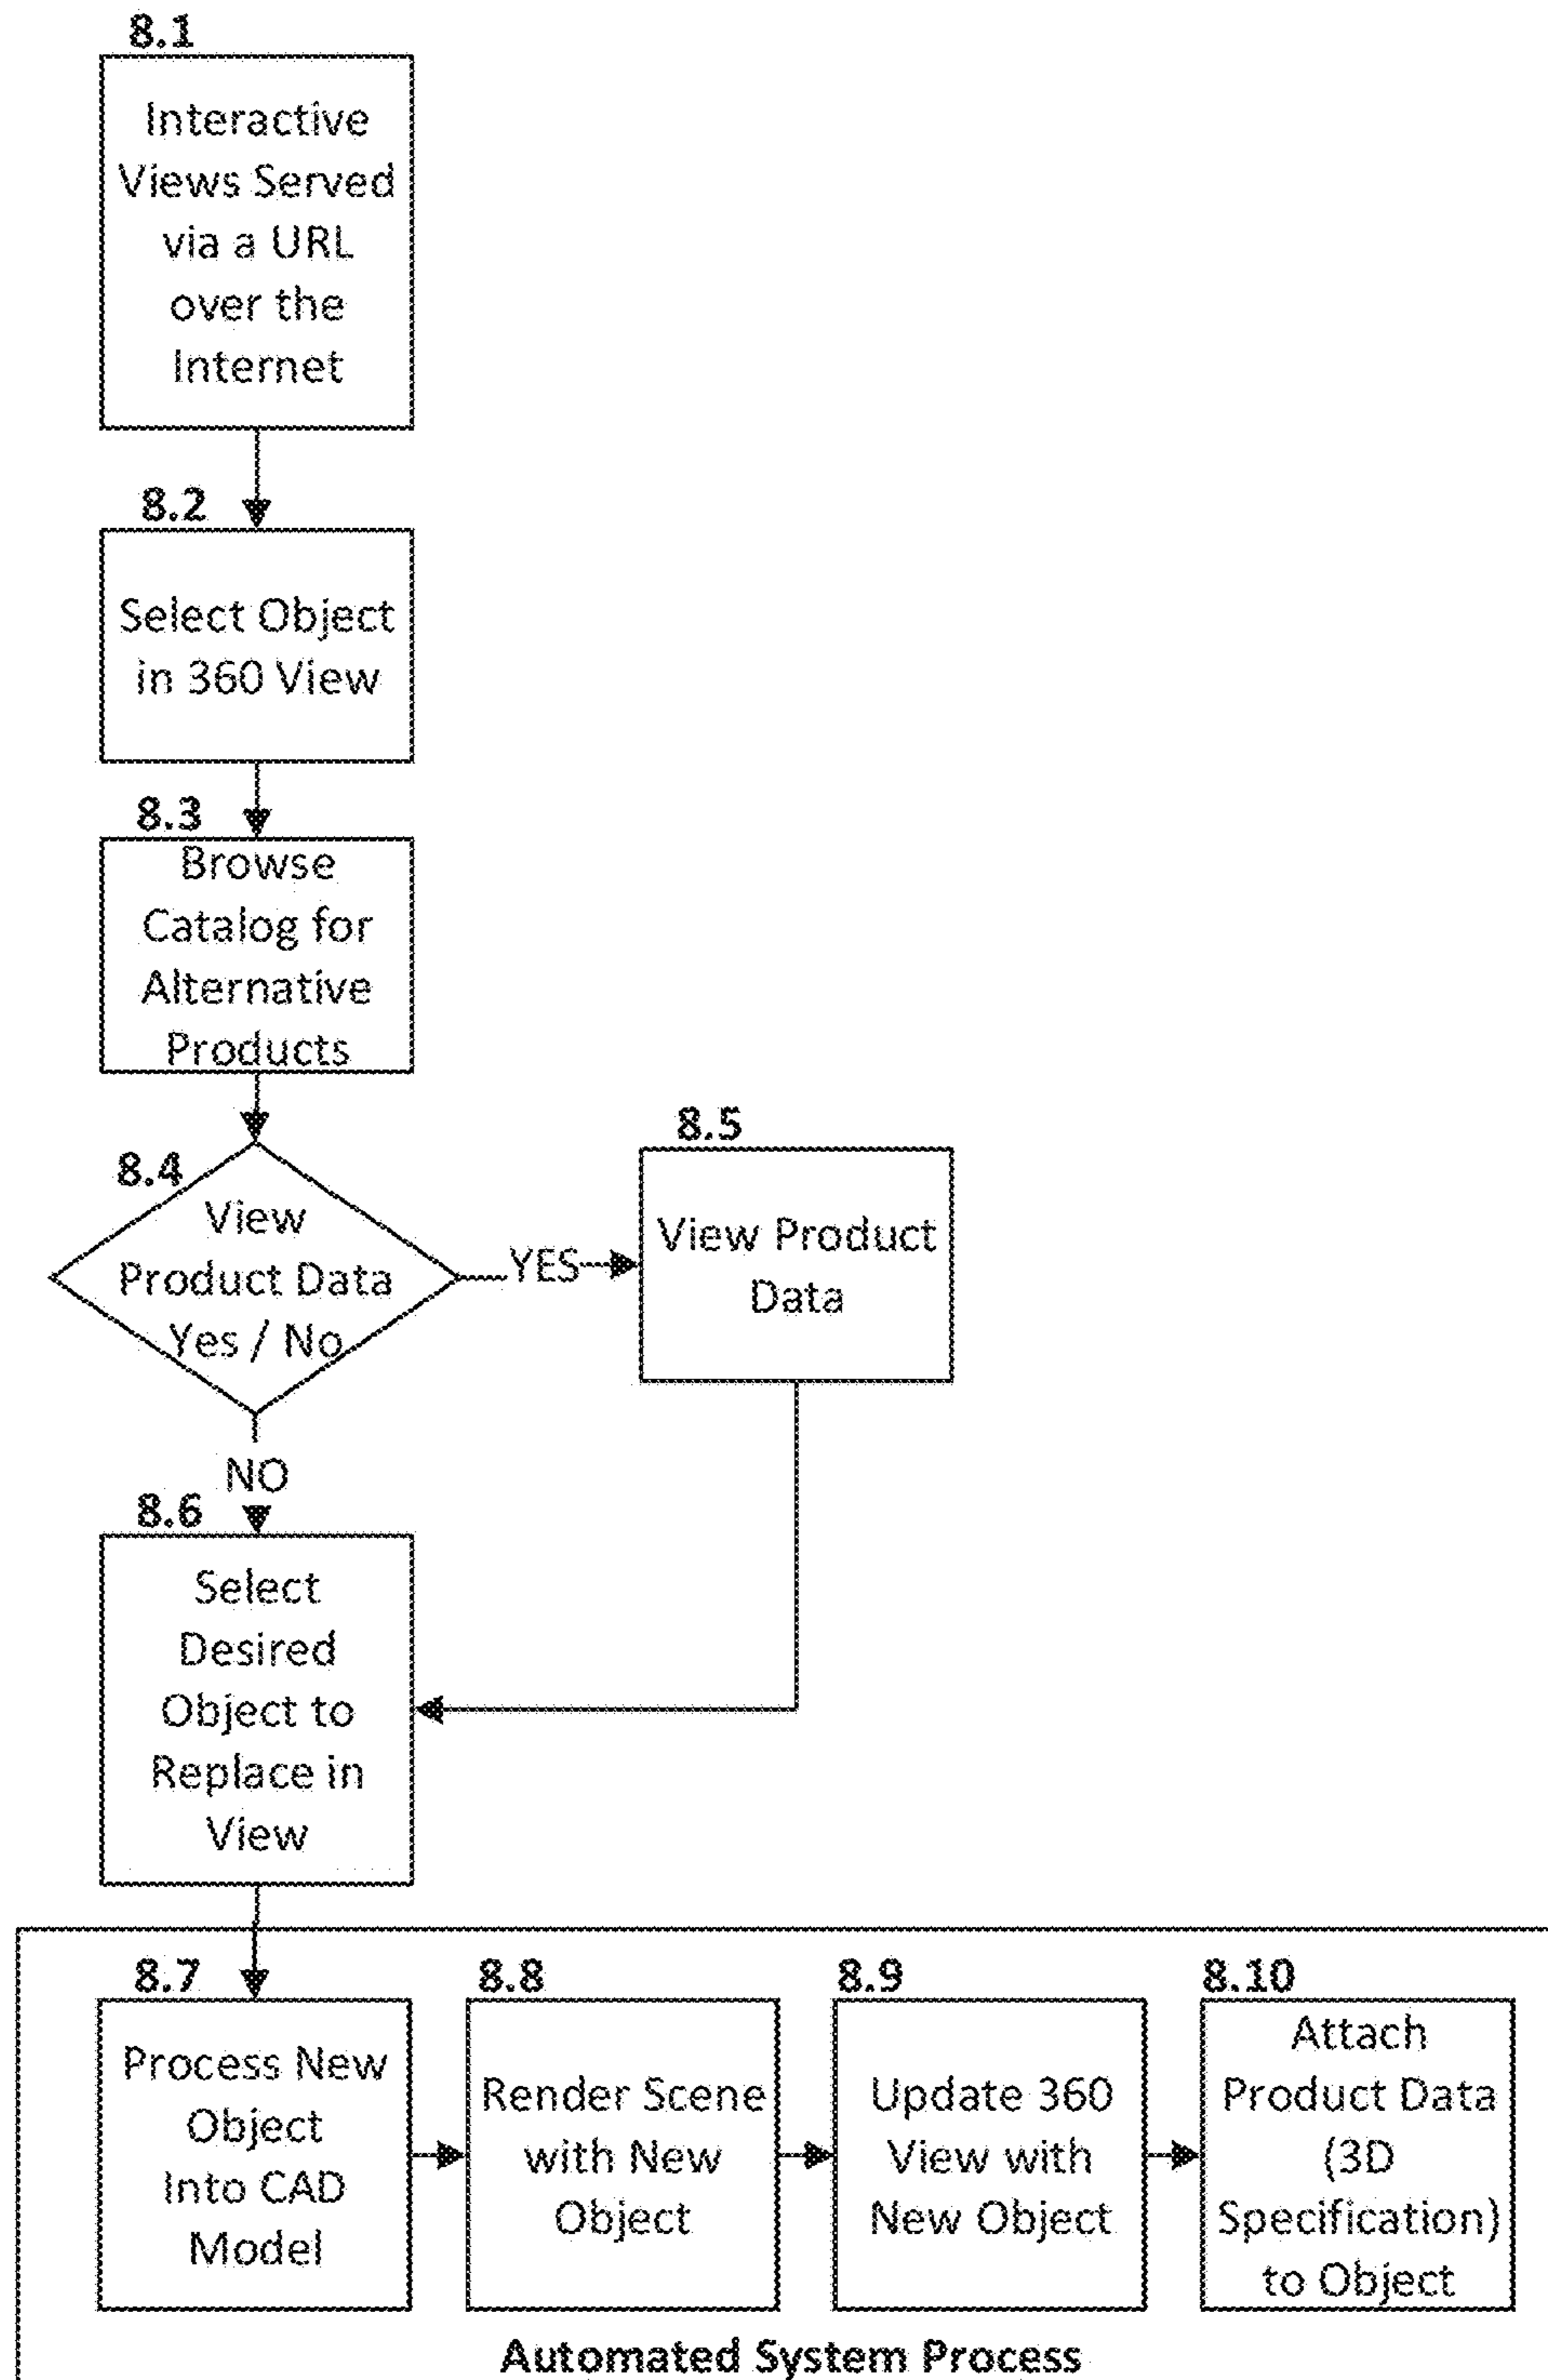 8.1
Interactive
Views Served
via a URL
over the
Internet
8.2
Select Object
in 360 View
8.3
Browse
Catalog for
Alternative
Products
8.4
View
Product Data
Yes / No
YES
8.5
View Product
Data
NO
8.6
Select
Desired
Object to
Replace in
View
8.7
Process New
Object
Into CAD
Model
8.8
Render Scene
with New
Object
8.9
Update 360
View with
New Object
8.10
Attach
Product Data
(3D
Specification)
to Object
Automated System Process